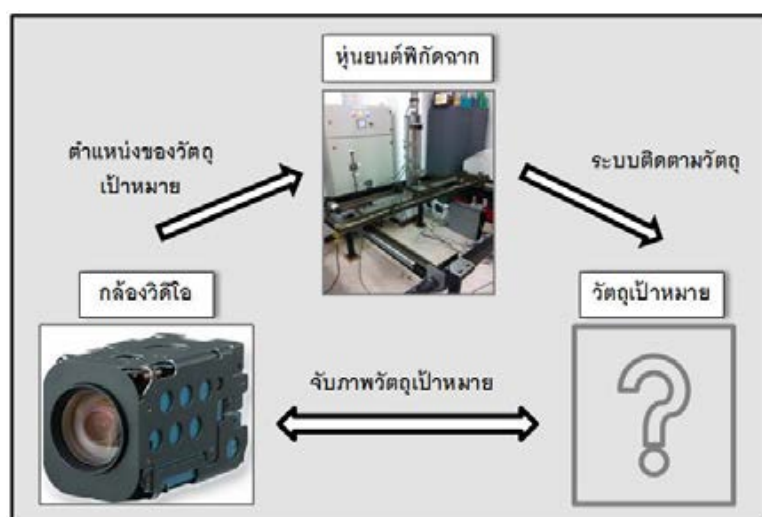 หุ่นยนต์พิกัดฉาก
ตำแหน่งของวัตถุ
เป้าหมาย
ระบบติดตามวัตถุ
กล้องวิดีโอ
วัตถุเป้าหมาย
จับภาพวัตถุเป้าหมาย
?